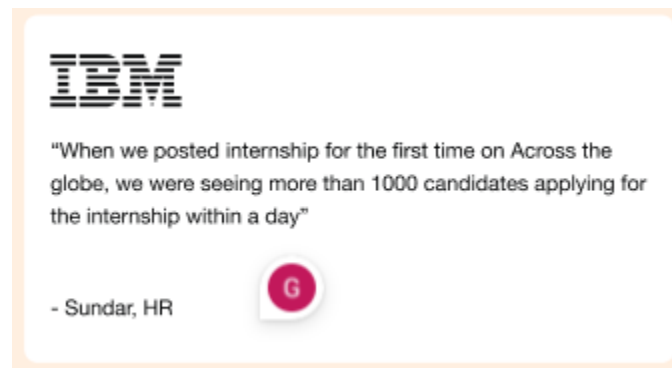 IBM
“When we posted internship for the first time on Across the
globe, we were seeing more than 1000 candidates applying for
the internship within a day”
- Sundar, HR
G